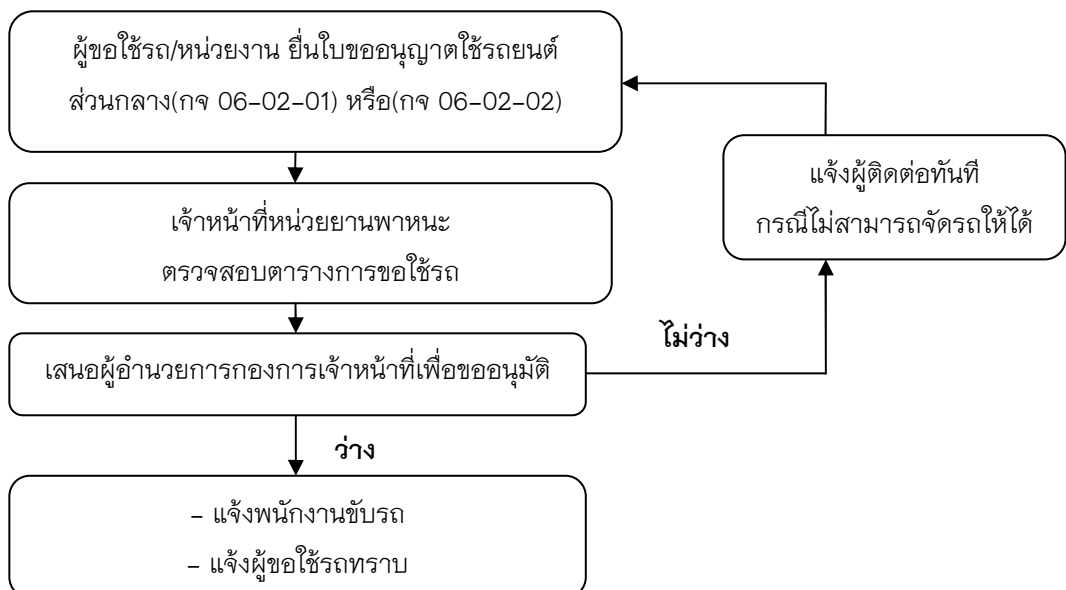 ผู้ขอใช้รถ/หน่วยงาน ยื่นใบขออนุญาตใช้รถยนต์
ส่วนกลาง(กจ 06-02-01) หรือ(กจ 06-02-02)
แจ้งผู้ติดต่อทันที
กรณีไม่สามารถจัดรถให้ได้
เจ้าหน้าที่หน่วยยานพาหนะ
ตรวจสอบตารางการขอใช้รถ
ไม่ว่าง
เสนอผู้อำนวยการกองการเจ้าหน้าที่เพื่อขออนุมัติ
ว่าง
- แจ้งพนักงานขับรถ
- แจ้งผู้ขอใช้รถทราบ